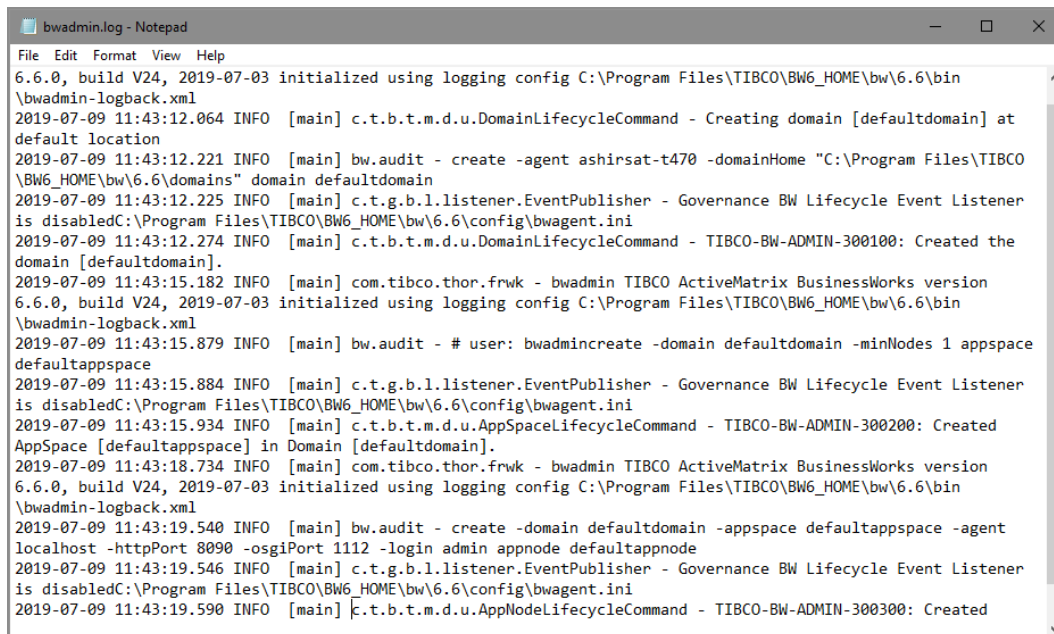 bwadmin.log - Notepad
File Edit Format View Help
6.6.0, build V24, 2019-07-03 initialized using logging config C:\Program Files\TIBCO\BW6_HOME\bw\6.6\bin
\bwadmin-logback.xml
2019-07-09 11:43:12.064 INFO  [main] c.t.b.t.m.d.u.DomainLifecycleCommand - Creating domain [defaultdomain] at
default location
2019-07-09 11:43:12.221 INFO  [main] bw.audit - create -agent ashirsat-t470 -domainHome "C:\Program Files\TIBCO
\BW6_HOME\bw\6.6\domains" domain defaultdomain
2019-07-09 11:43:12.225 INFO  [main] c.t.g.b.l.listener.EventPublisher - Governance BW Lifecycle Event Listener
is disabledC:\Program Files\TIBCO\BW6_HOME\bw\6.6\config\bwagent.ini
2019-07-09 11:43:12.274 INFO  [main] c.t.b.t.m.d.u.DomainLifecycleCommand - TIBCO-BW-ADMIN-300100: Created the
domain [defaultdomain].
2019-07-09 11:43:15.182 INFO  [main] com.tibco.thor.frwk - bwadmin TIBCO ActiveMatrix BusinessWorks version
6.6.0, build V24, 2019-07-03 initialized using logging config C:\Program Files\TIBCO\BW6_HOME\bw\6.6\bin
\bwadmin-logback.xml
2019-07-09 11:43:15.879 INFO  [main] bw.audit - # user: bwadmincreate -domain defaultdomain -minNodes 1 appspace
defaultappspace
2019-07-09 11:43:15.884 INFO  [main] c.t.g.b.l.listener.EventPublisher - Governance BW Lifecycle Event Listener
is disabledC:\Program Files\TIBCO\BW6_HOME\bw\6.6\config\bwagent.ini
2019-07-09 11:43:15.934 INFO  [main] c.t.b.t.m.d.u.AppSpaceLifecycleCommand - TIBCO-BW-ADMIN-300200: Created
AppSpace [defaultappspace] in Domain [defaultdomain].
2019-07-09 11:43:18.734 INFO  [main] com.tibco.thor.frwk - bwadmin TIBCO ActiveMatrix BusinessWorks version
6.6.0, build V24, 2019-07-03 initialized using logging config C:\Program Files\TIBCO\BW6_HOME\bw\6.6\bin
\bwadmin-logback.xml
2019-07-09 11:43:19.540 INFO  [main] bw.audit - create -domain defaultdomain -appspace defaultappspace -agent
localhost -httpPort 8090 -osgiPort 1112 -login admin appnode defaultappnode
2019-07-09 11:43:19.546 INFO  [main] c.t.g.b.l.listener.EventPublisher - Governance BW Lifecycle Event Listener
is disabledC:\Program Files\TIBCO\BW6_HOME\bw\6.6\config\bwagent.ini
2019-07-09 11:43:19.590 INFO  [main] c.t.b.t.m.d.u.AppNodeLifecycleCommand - TIBCO-BW-ADMIN-300300: Created